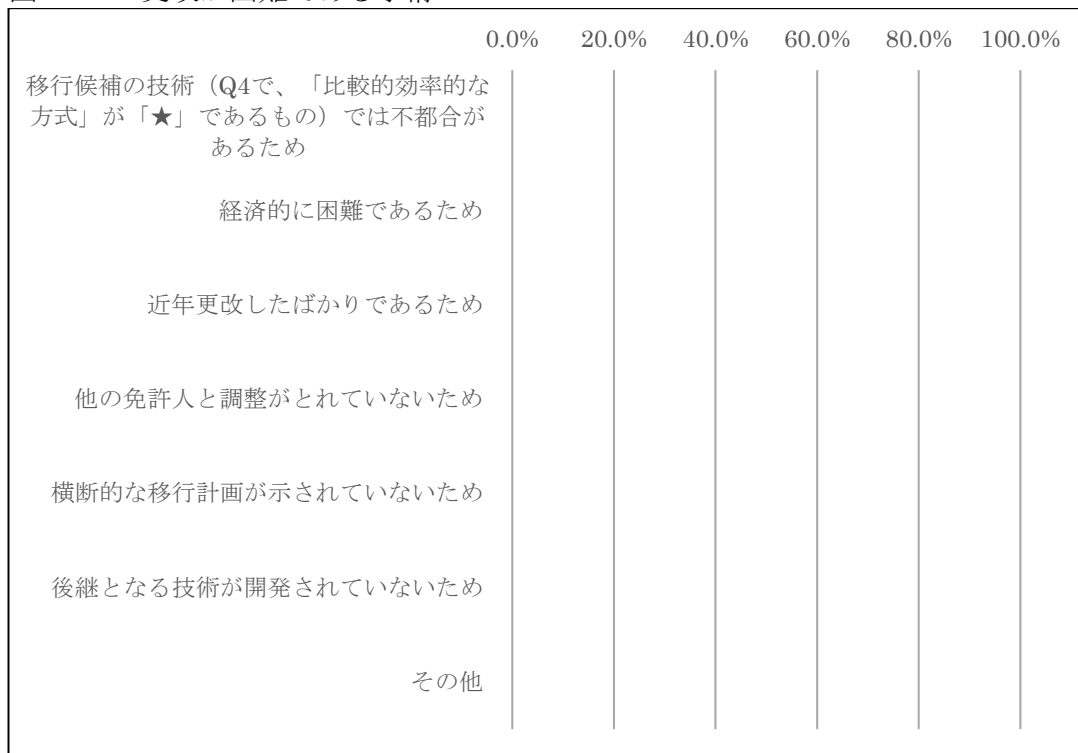 0.0% 20.0% 40.0% 60.0% 80.0% 100.0%
移行候補の技術（Q4で、「比較的効率的な
方式」が「★」であるもの）では不都合が
あるため
経済的に困難であるため
近年更改したばかりであるため
他の免許人と調整がとれていないため
横断的な移行計画が示されていないため
後継となる技術が開発されていないため
その他